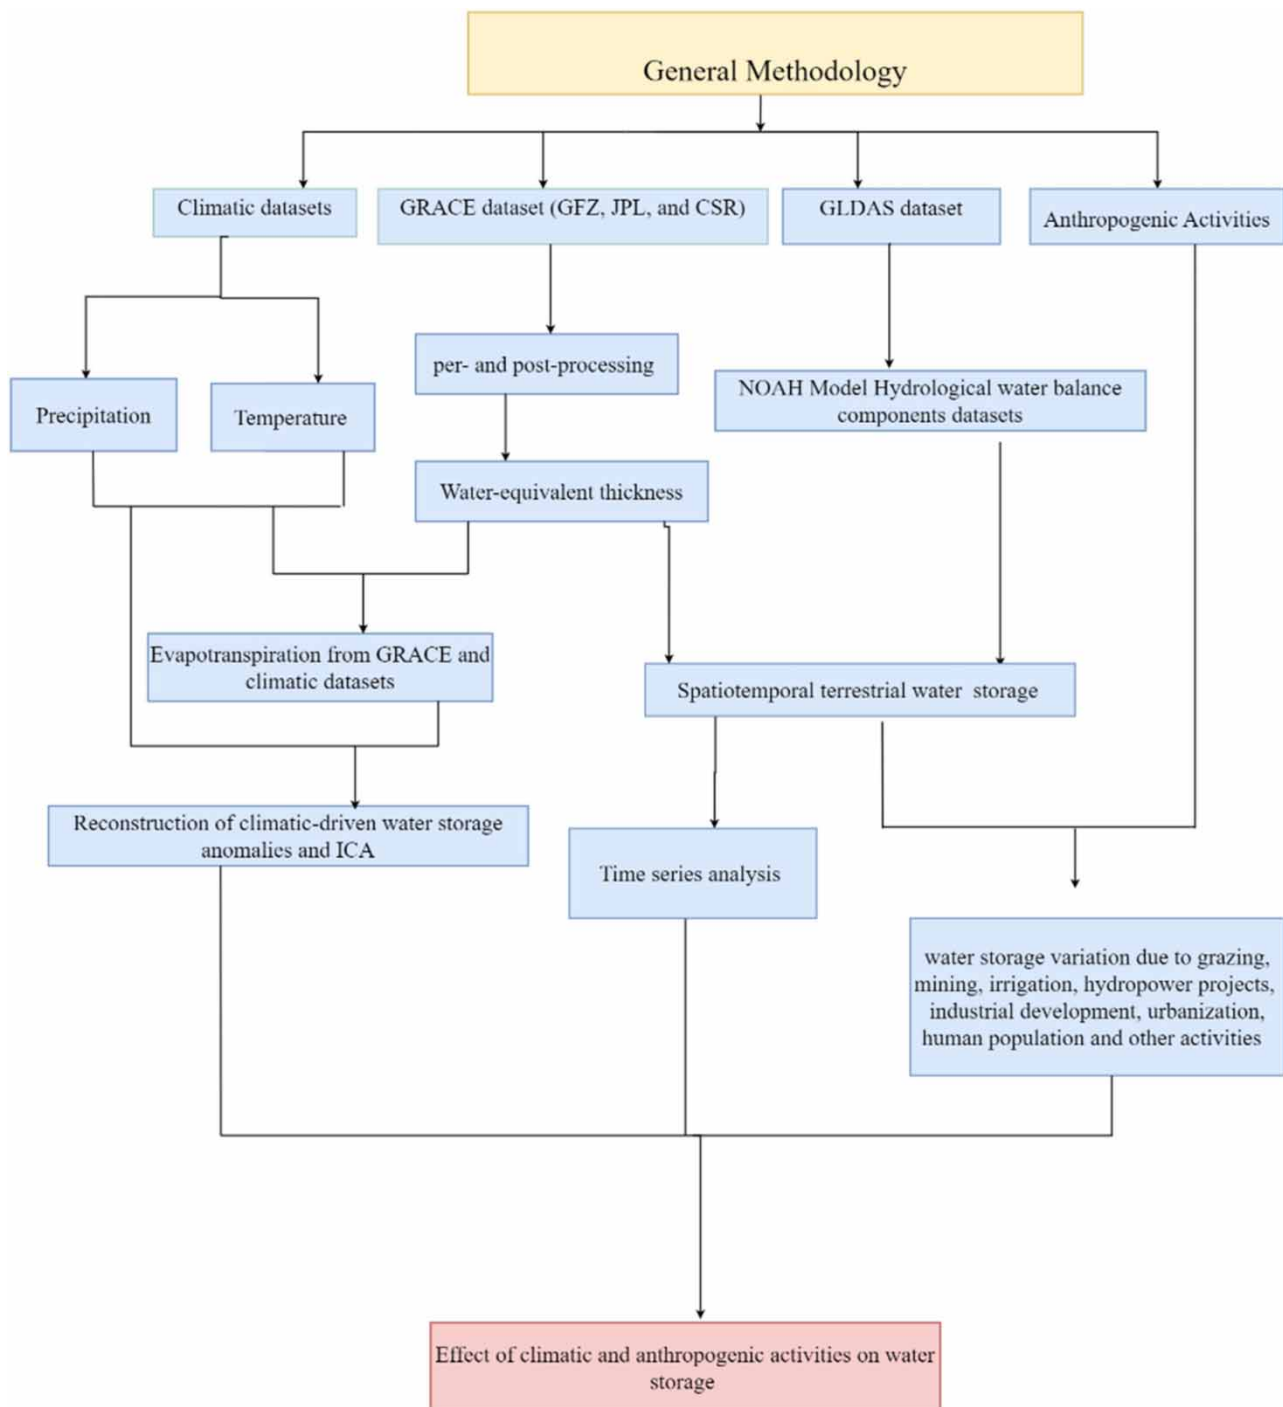 General Methodology
Climatic datasets
GRACE dataset (GFZ, JPL, and CSR)
GLDAS dataset
Anthropogenic Activities
per- and post-processing
NOAH Model Hydrological water balance
components datasets
Precipitation
Temperature
Water-equivalent thickness
Evapotranspiration from GRACE and
climatic datasets
Spatiotemporal terrestrial water storage
Reconstruction of climatic-driven water storage
anomalies and ICA
Time series analysis
water storage variation due to grazing,
mining, irrigation, hydropower projects,
industrial development, urbanization,
human population and other activities
Effect of climatic and anthropogenic activities on water
storage